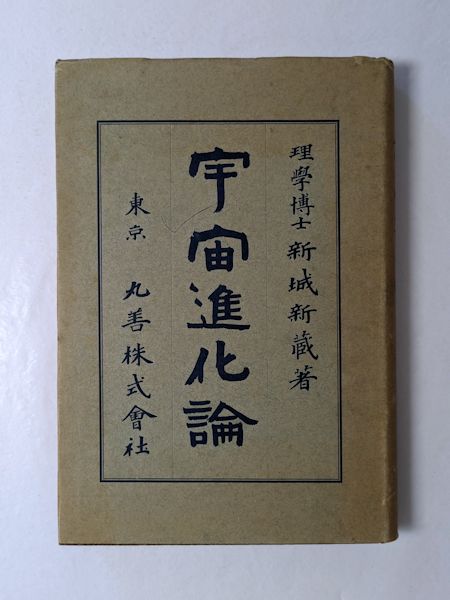 理學博士 新城新蔵著
宇宙進化論
東京 丸善株式會社